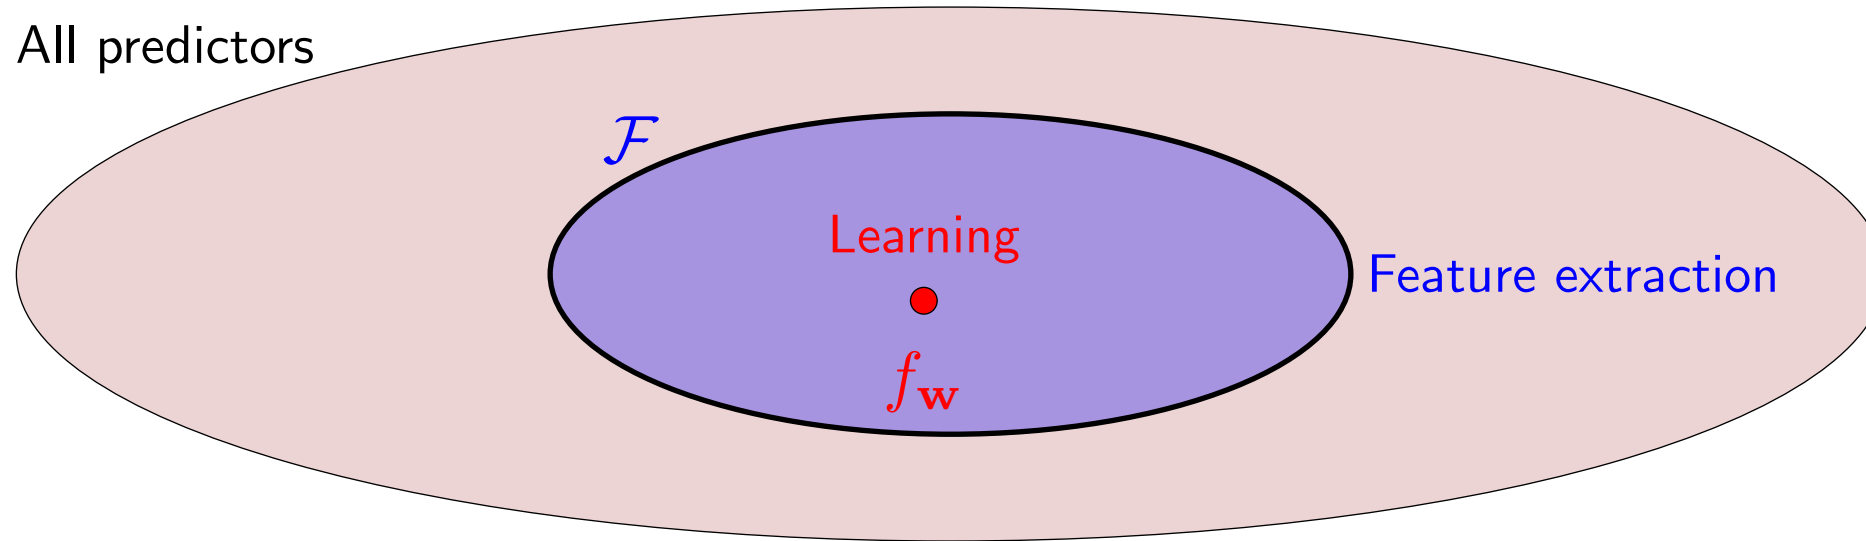 All predictors
ℱ
Learning
Feature extraction
f_𝐰